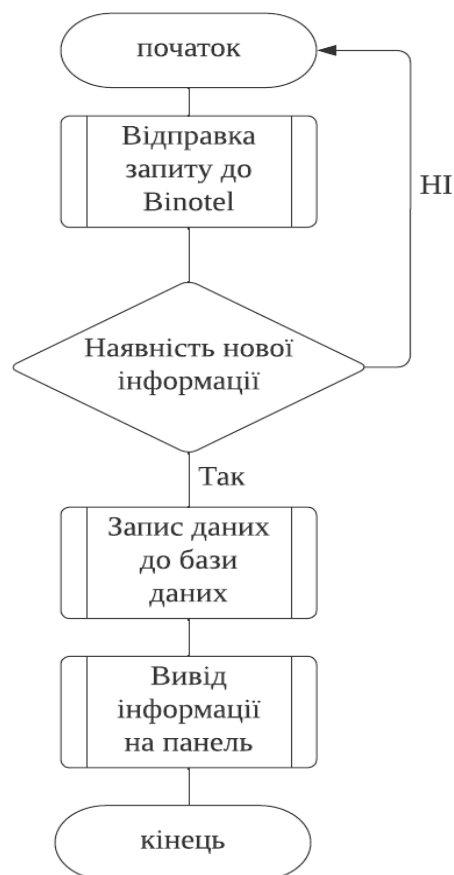 початок
Відправка
запиту до
Binotel
НІ
Наявність нової
інформації
Так
Запис даних
до бази
даних
Вивід
інформації
на панель
кінець